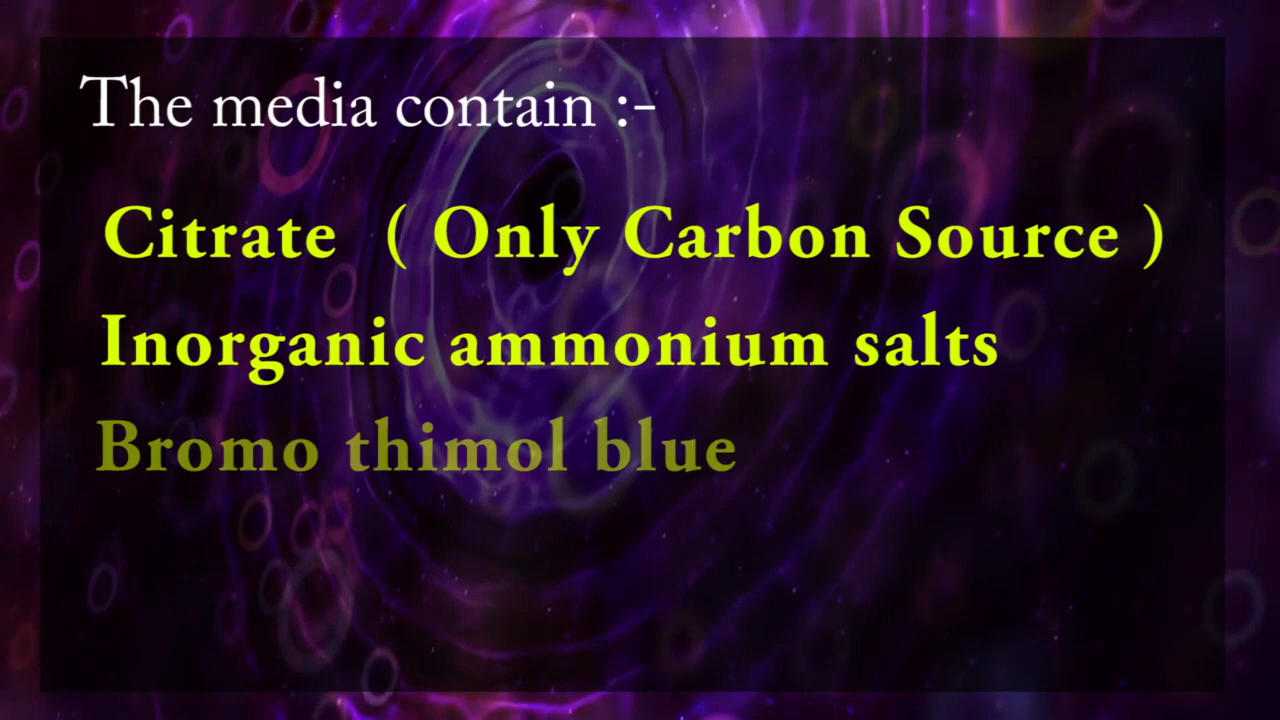 The media contain :-
Citrate ( Only Carbon Source )
Inorganic ammonium salts
Bromo thimol blue